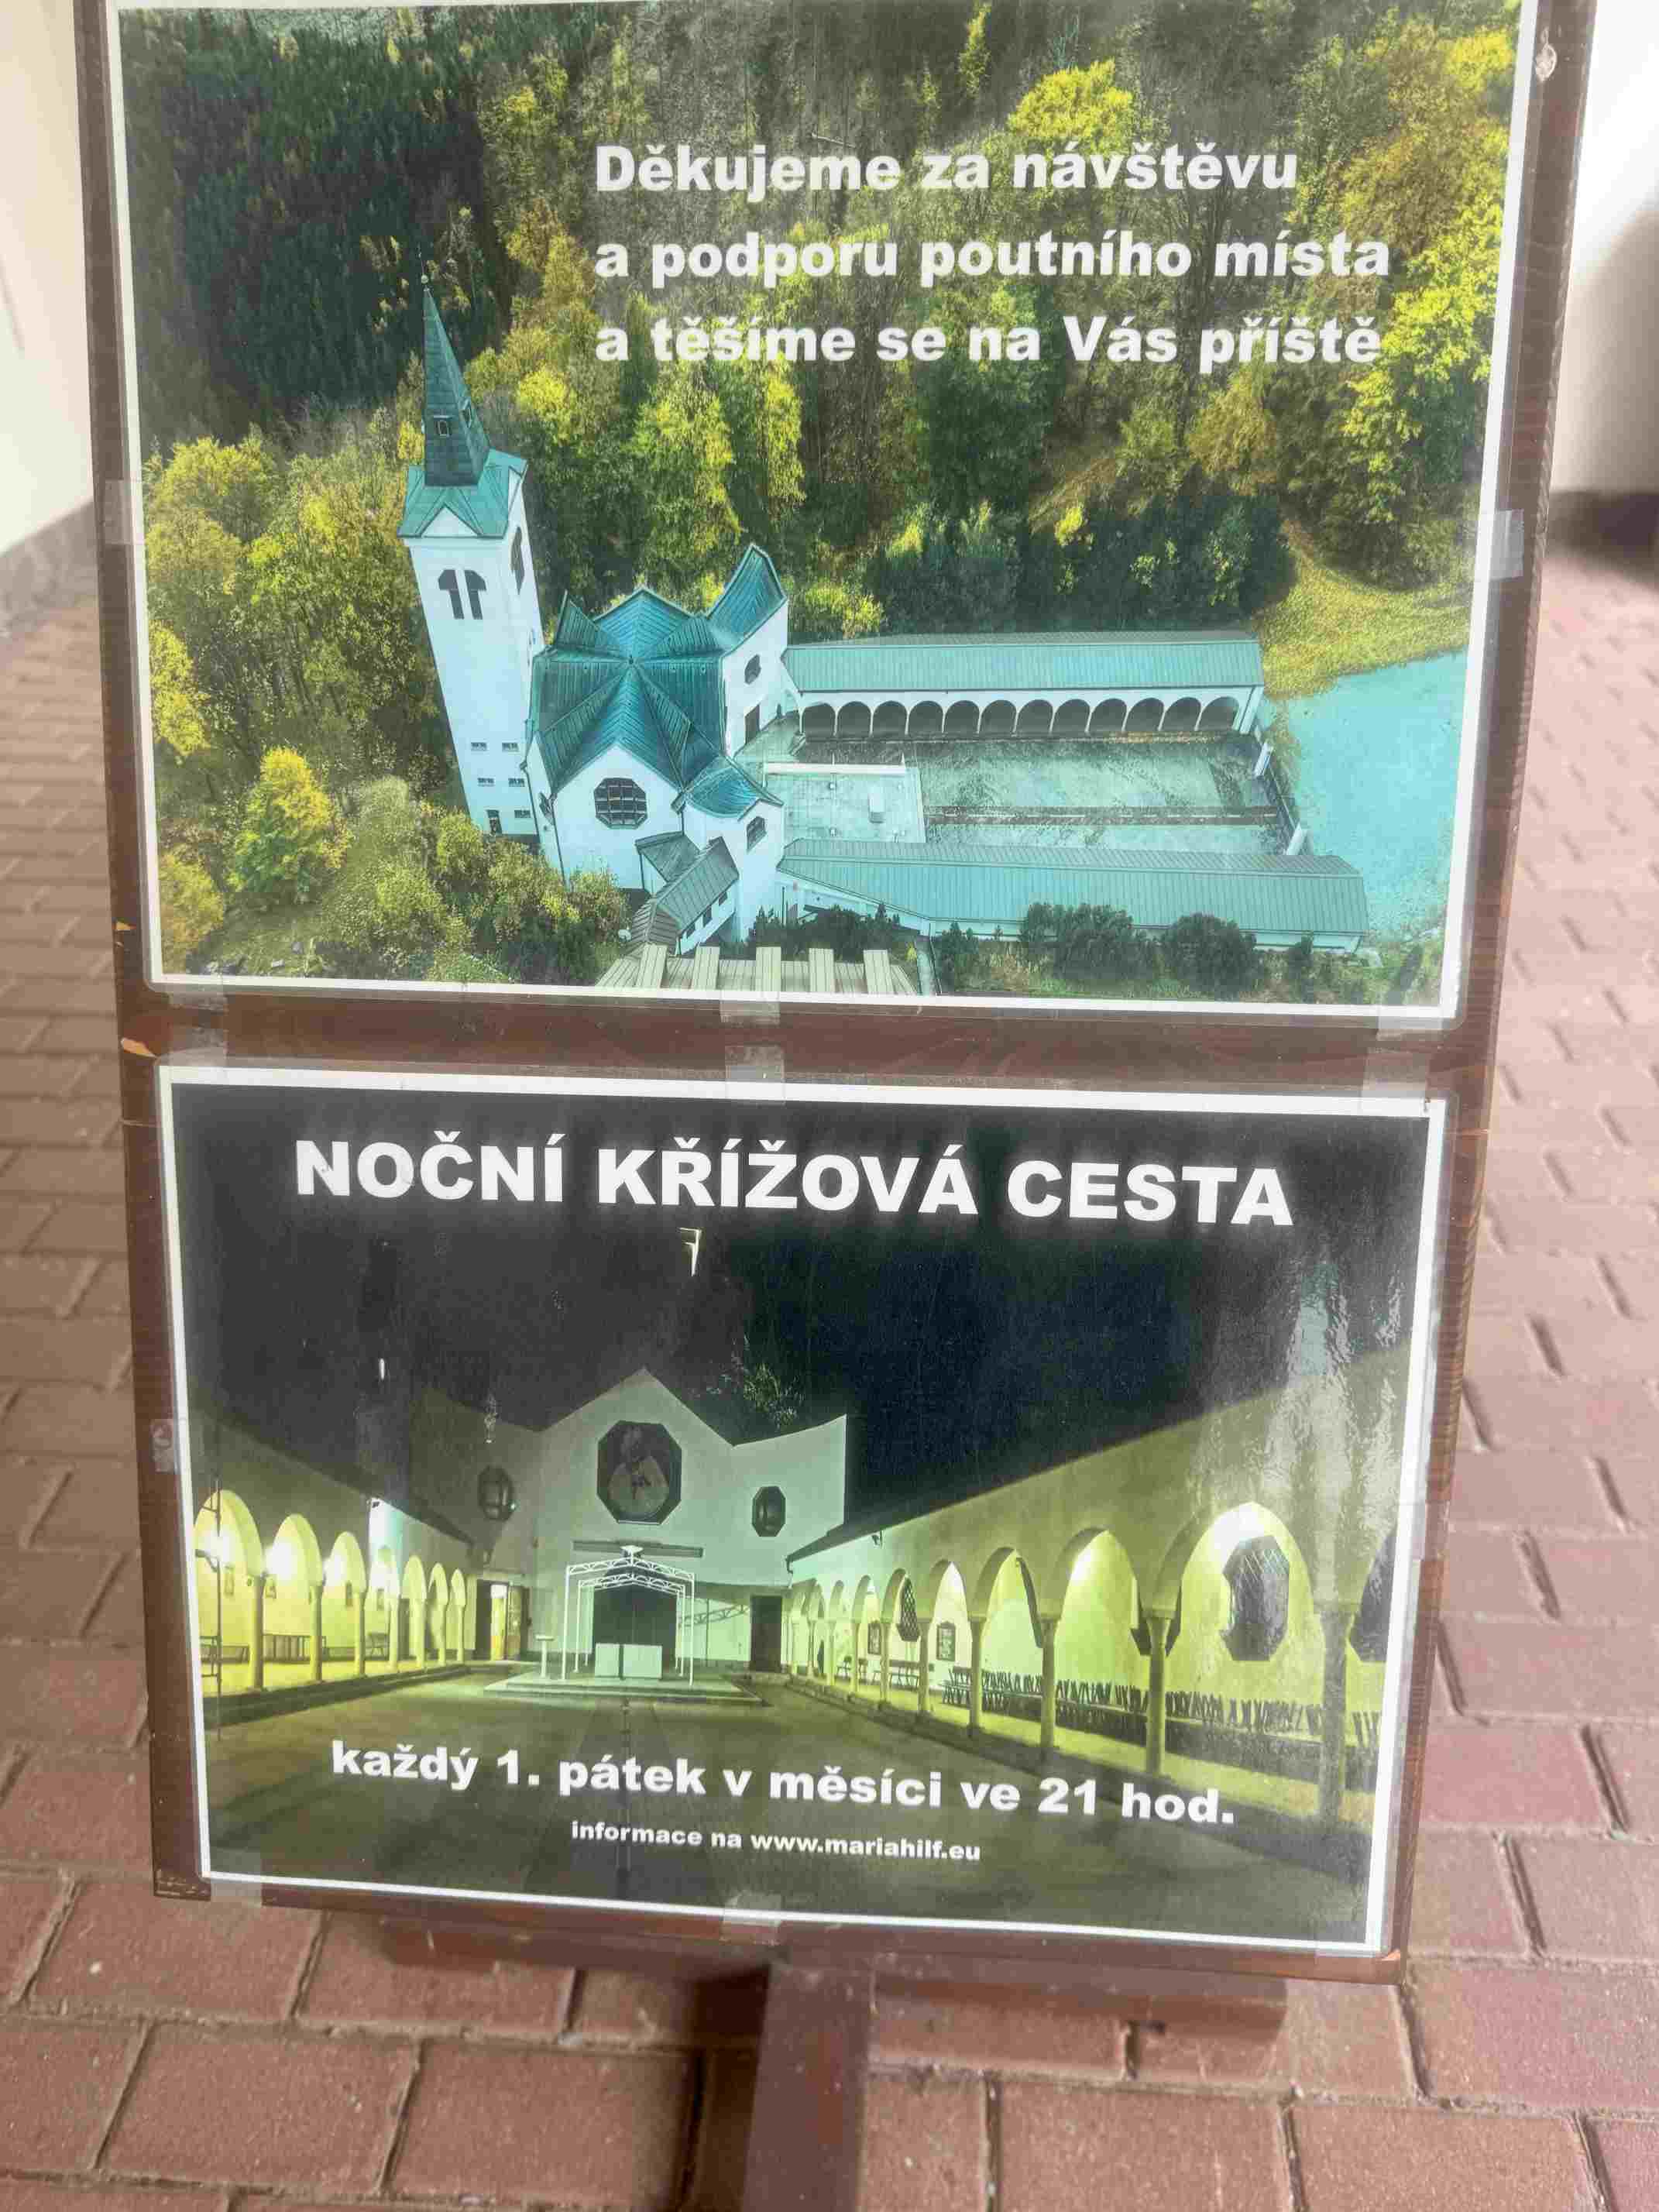 Děkujeme za návštěvu
a podporu poutního místa
a těšíme se na Vás příště
NOČNÍ KŘÍŽOVÁ CESTA
každý 1. pátek v měsíci ve 21 hod.
informace na www.mariahilf.eu